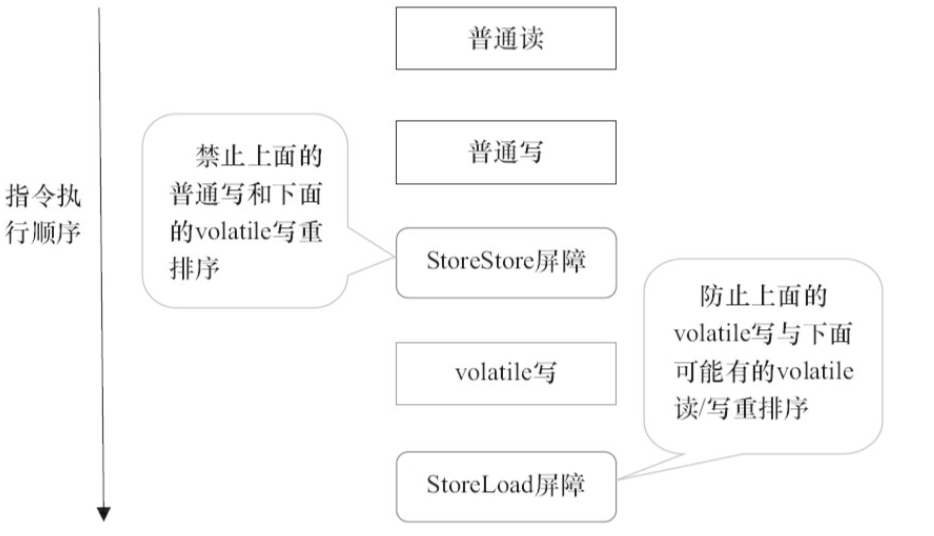 普通读
普通写
禁止上面的
普通写和下面
的volatile写重
排序
指令执
行顺序
StoreStore屏障
防止上面的
volatile写与下面
可能有的volatile
读/写重排序
volatile写
StoreLoad屏障